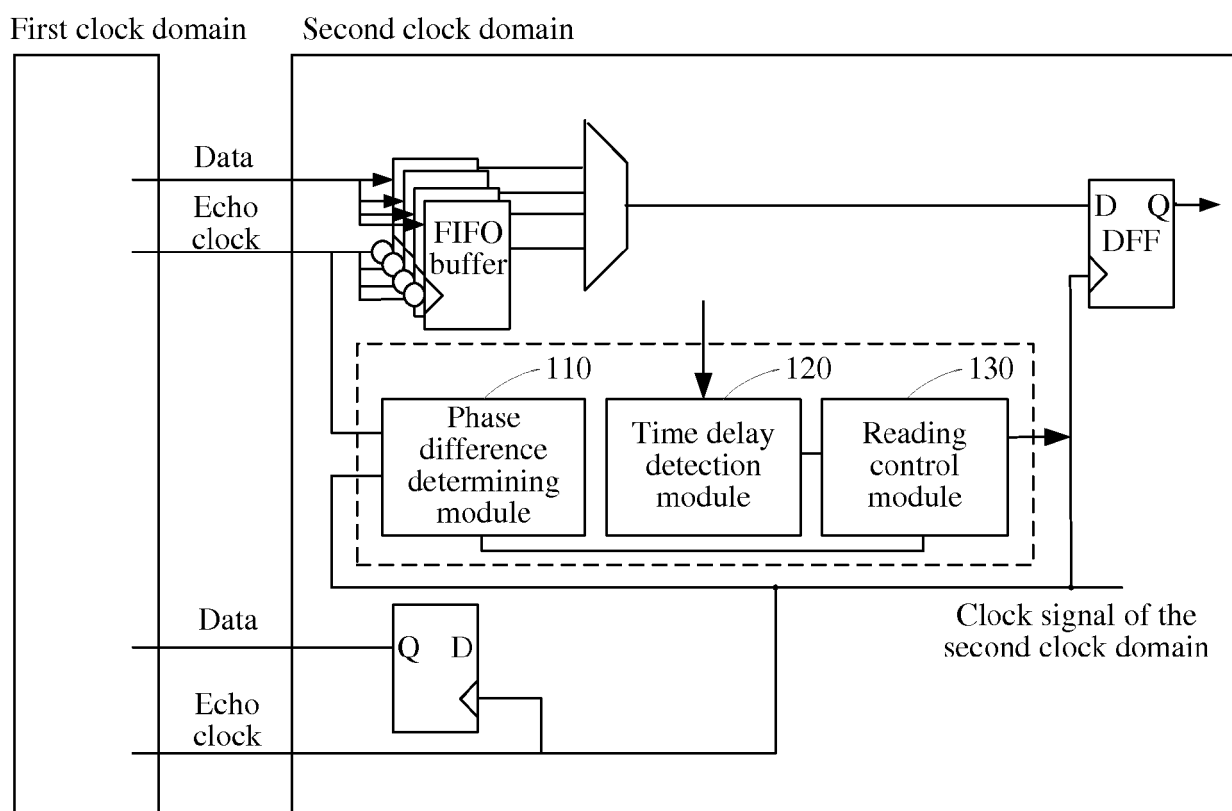 First clock domain
Second clock domain
Data
Echo
clock
FIFO
buffer
D Q
DFF
110
120
130
Phase
difference
determining
module
Time delay
detection
module
Reading
control
module
Clock signal of the
second clock domain
Data
Q D
Echo
clock